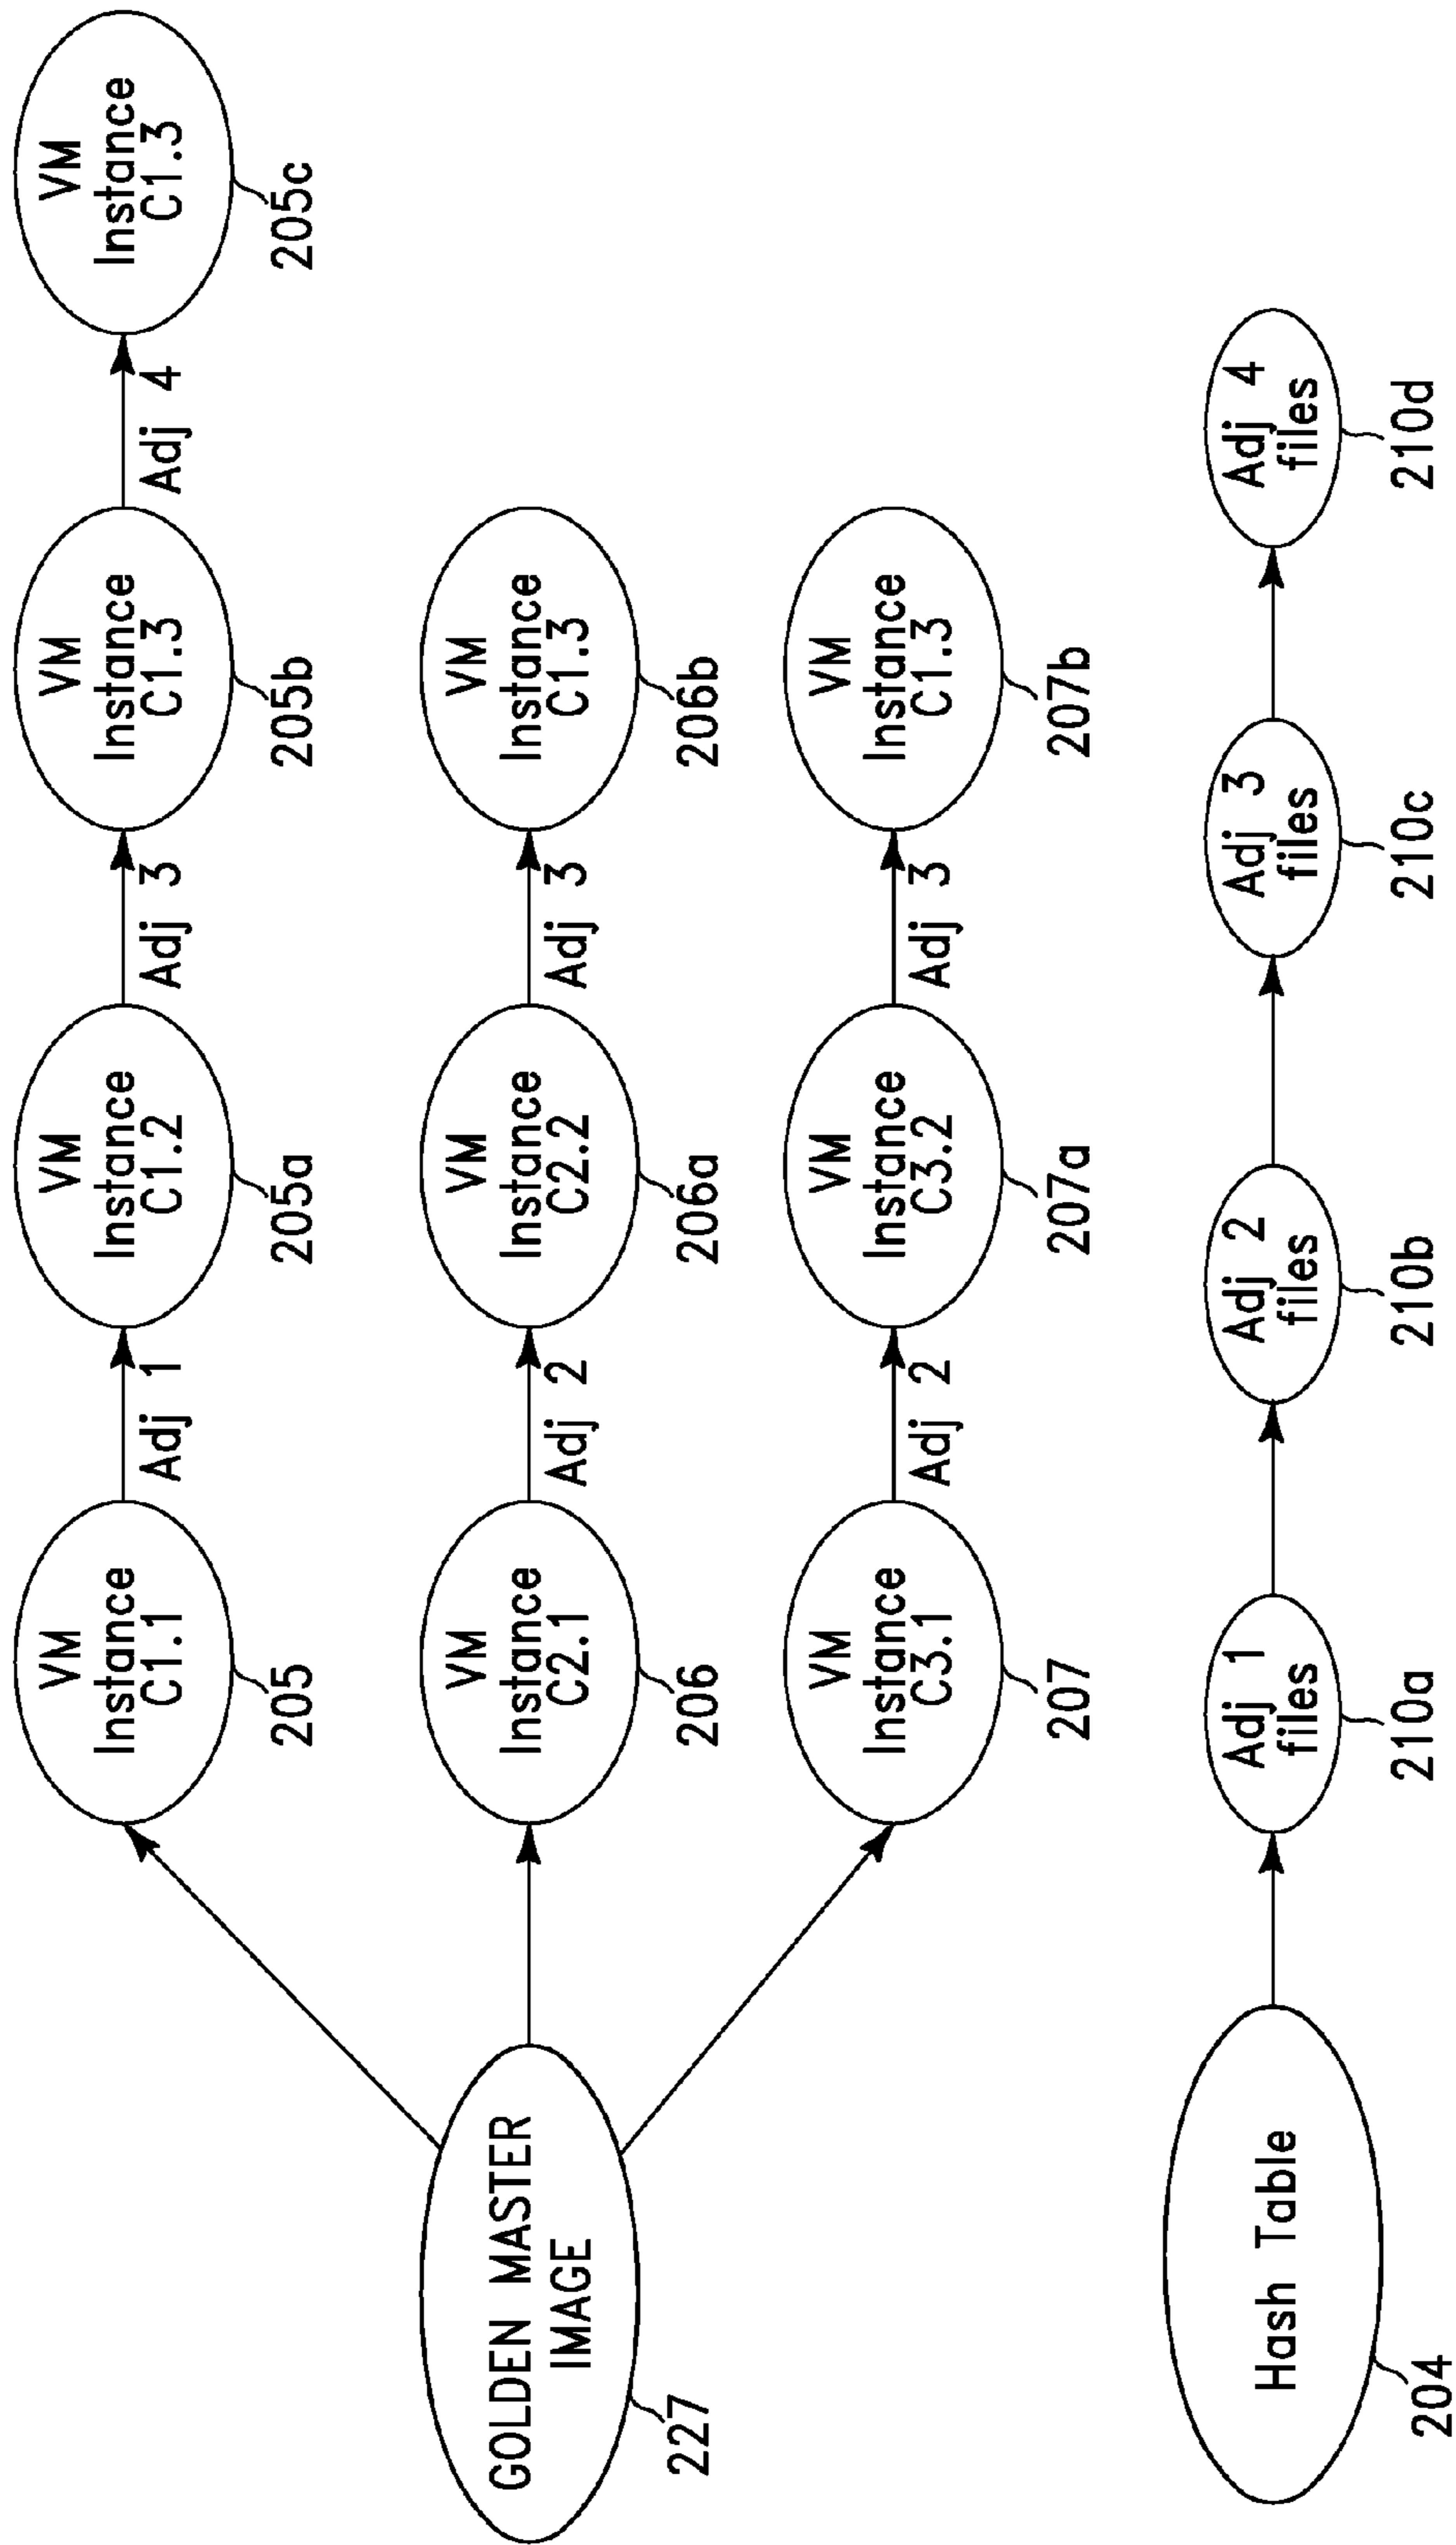 GOLDEN MASTER
IMAGE
227
VM
Instance
C1.1
205
Adj 1
VM
Instance
C1.2
205a
Adj 3
VM
Instance
C1.3
205b
Adj 4
VM
Instance
C1.3
205c
VM
Instance
C2.1
206
Adj 2
VM
Instance
C2.2
206a
Adj 3
VM
Instance
C1.3
206b
VM
Instance
C3.1
207
Adj 2
VM
Instance
C3.2
207a
Adj 3
VM
Instance
C1.3
207b
Hash Table
204
Adj 1
files
210a
Adj 2
files
210b
Adj 3
files
210c
Adj 4
files
210d